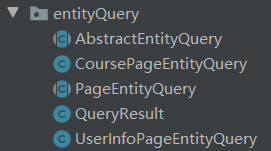 entityQuery
AbstractEntityQuery
CoursePageEntityQuery
PageEntityQuery
QueryResult
UserInfoPageEntityQuery